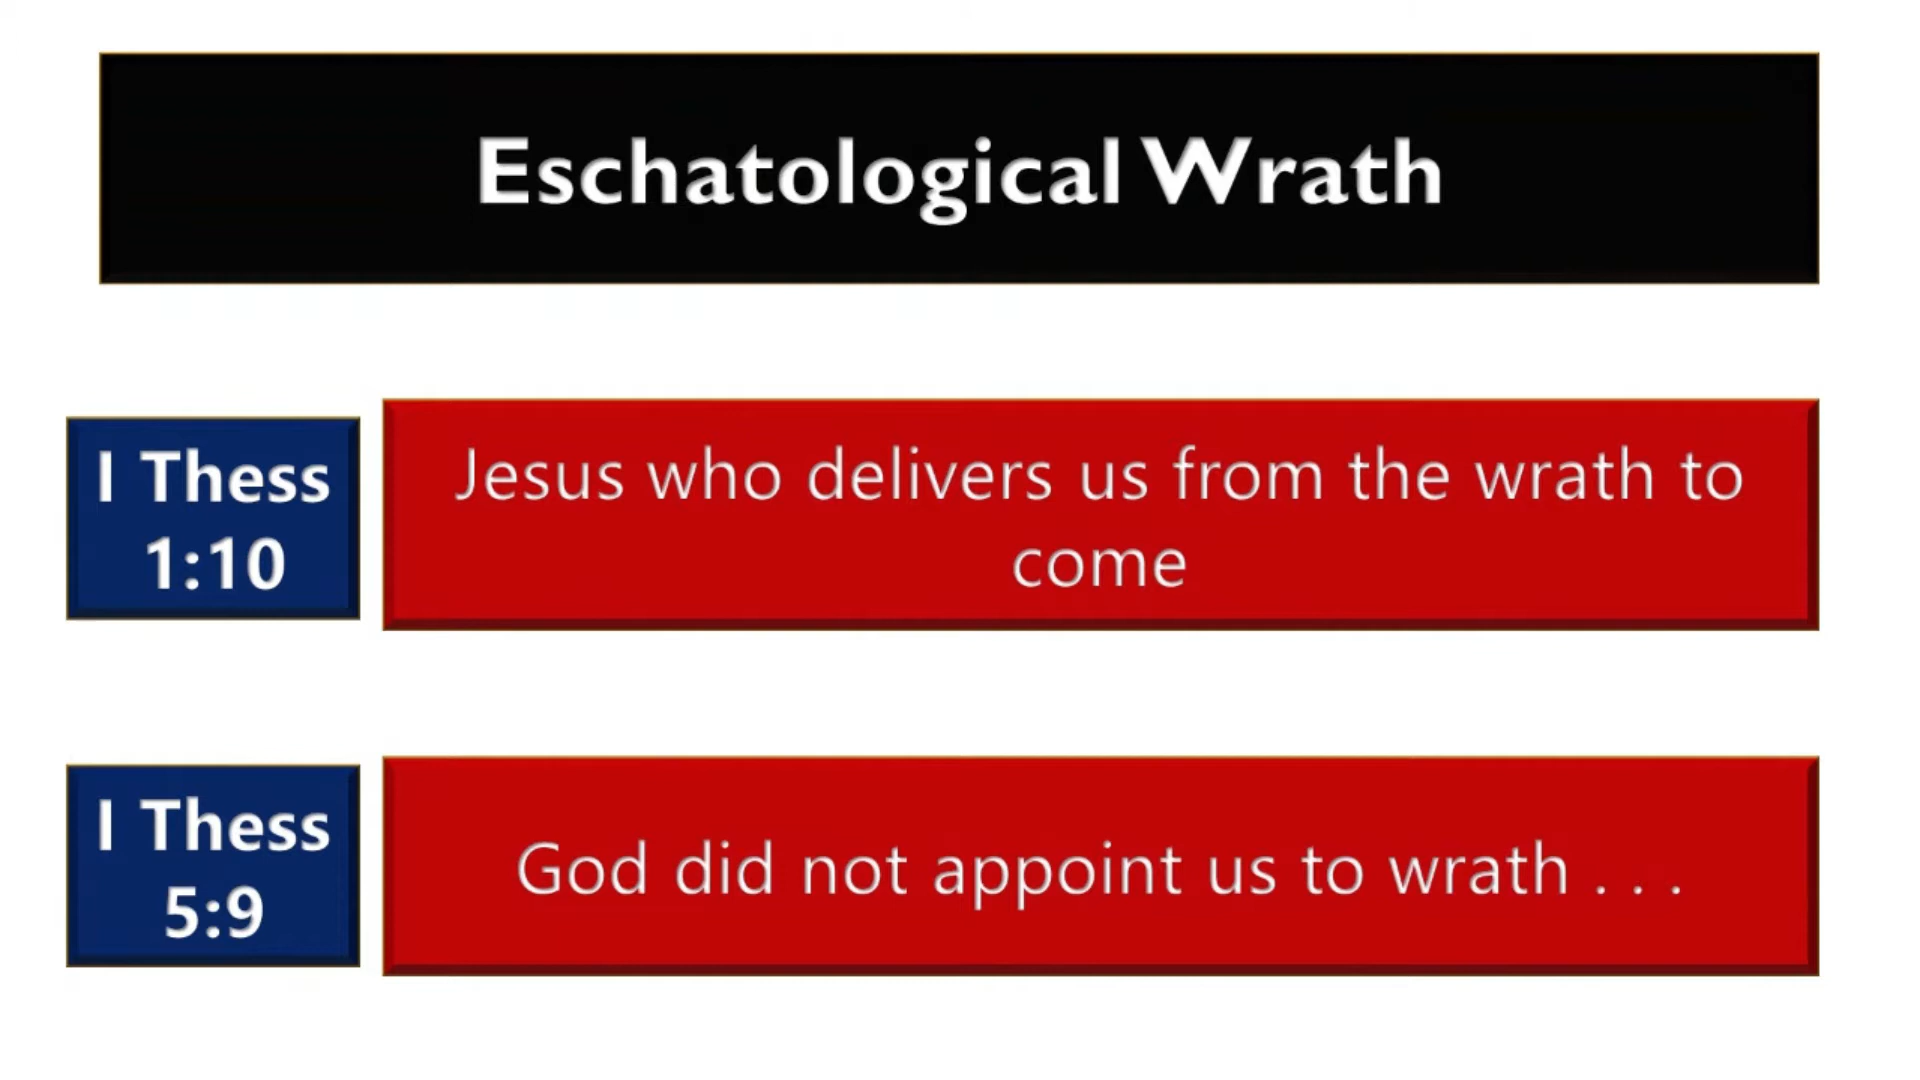 Eschatological Wrath
I Thess
1:10
Jesus who delivers us from the wrath to
come
I Thess
5:9
God did not appoint us to wrath . . .